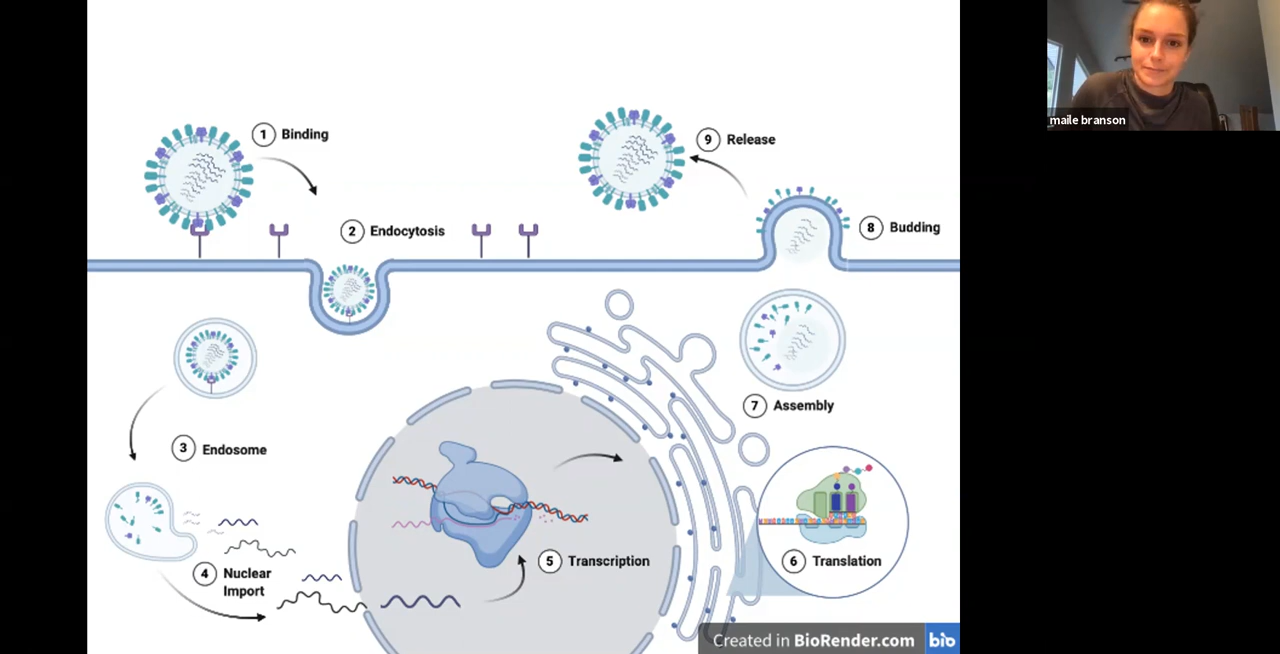 1 Binding
9 Release
maile branson
2 Endocytosis
8 Budding
7 Assembly
3 Endosome
5 Transcription
6 Translation
4 Nuclear
Import
Created in BioRender.com bio